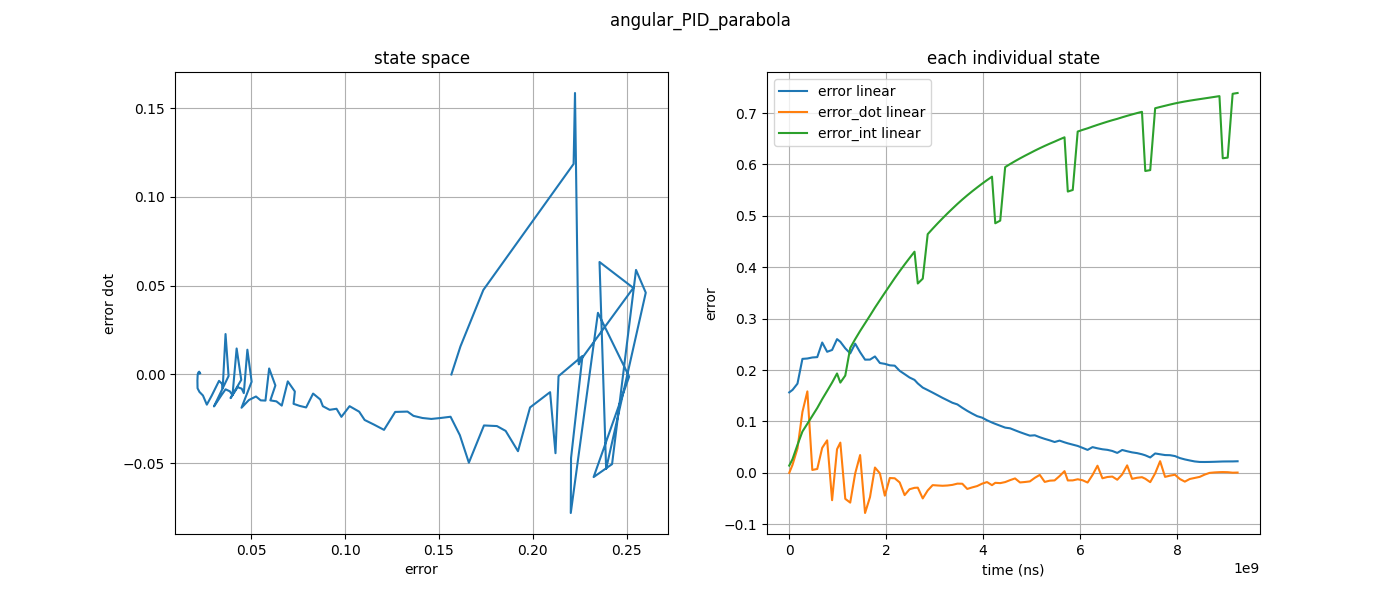 angular_PID_parabola
state space
each individual state
error dot
0.15
0.10
0.05
0.00
−0.05
0.05
0.10
0.15
0.20
0.25
error
error linear
error_dot linear
error_int linear
error
0.7
0.6
0.5
0.4
0.3
0.2
0.1
0.0
−0.1
0
2
4
6
8
1e9
time (ns)